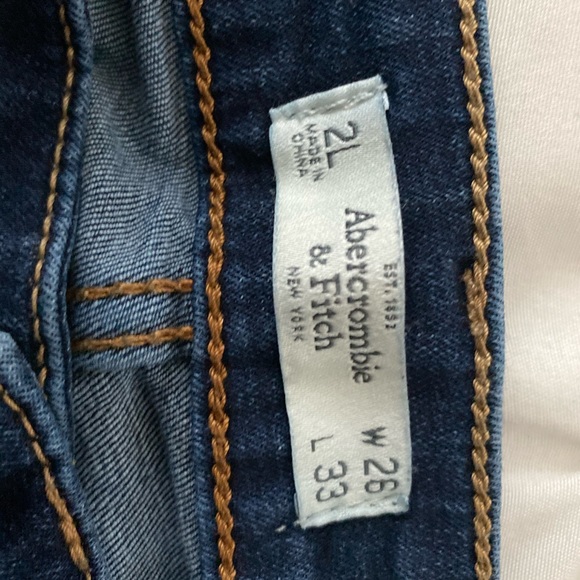 2L
MADE IN
CHINA
EST. 1892
Abercrombie
& Fitch
NEW YORK
W 26
L 33